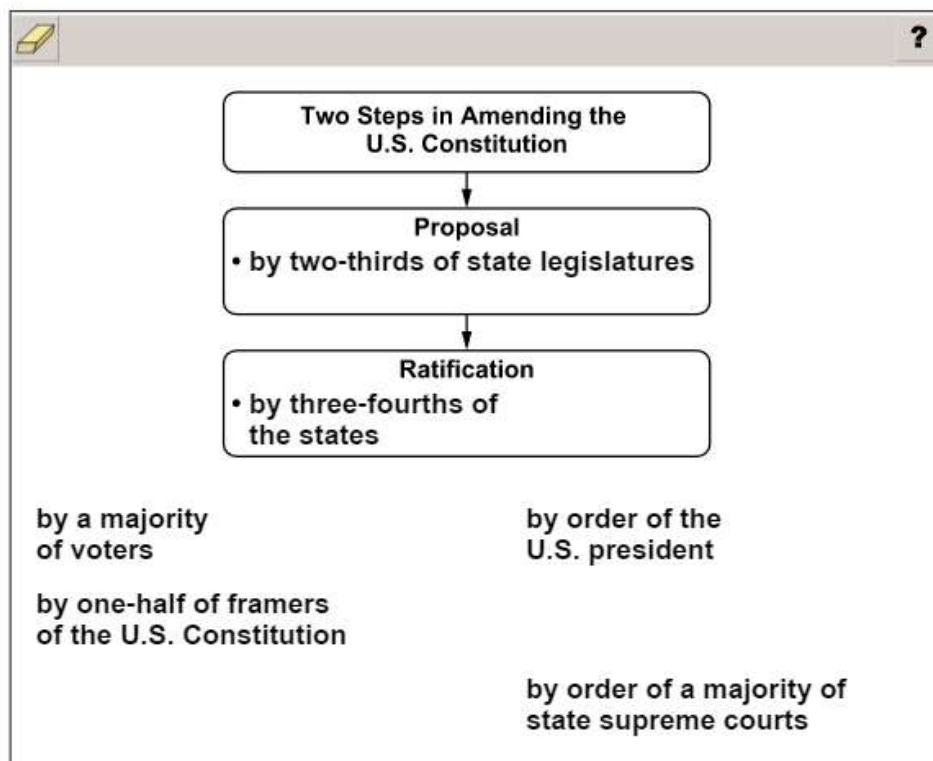 ?
Two Steps in Amending the
U.S. Constitution
Proposal
• by two-thirds of state legislatures
Ratification
• by three-fourths of
the states
by a majority
of voters
by order of the
U.S. president
by one-half of framers
of the U.S. Constitution
by order of a majority of
state supreme courts